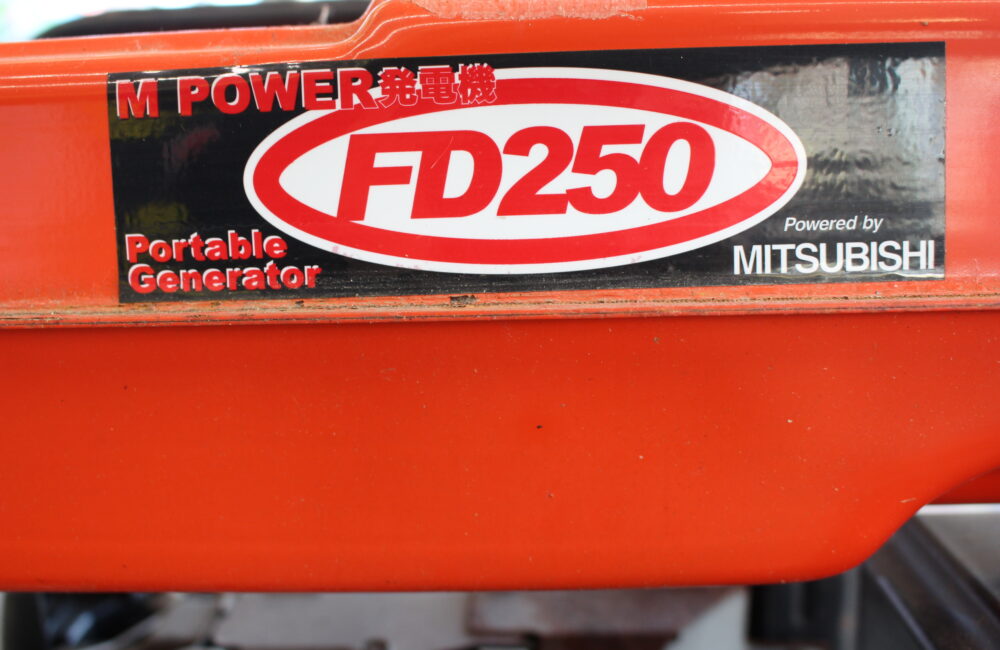 M POWER発電機
FD250
Portable
Generator
Powered by
MITSUBISHI